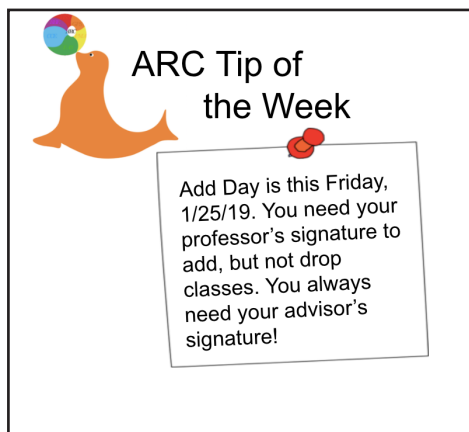 ARC Tip of
the Week
Add Day is this Friday,
1/25/19. You need your
professor’s signature to
add, but not drop
classes. You always
need your advisor’s
signature!